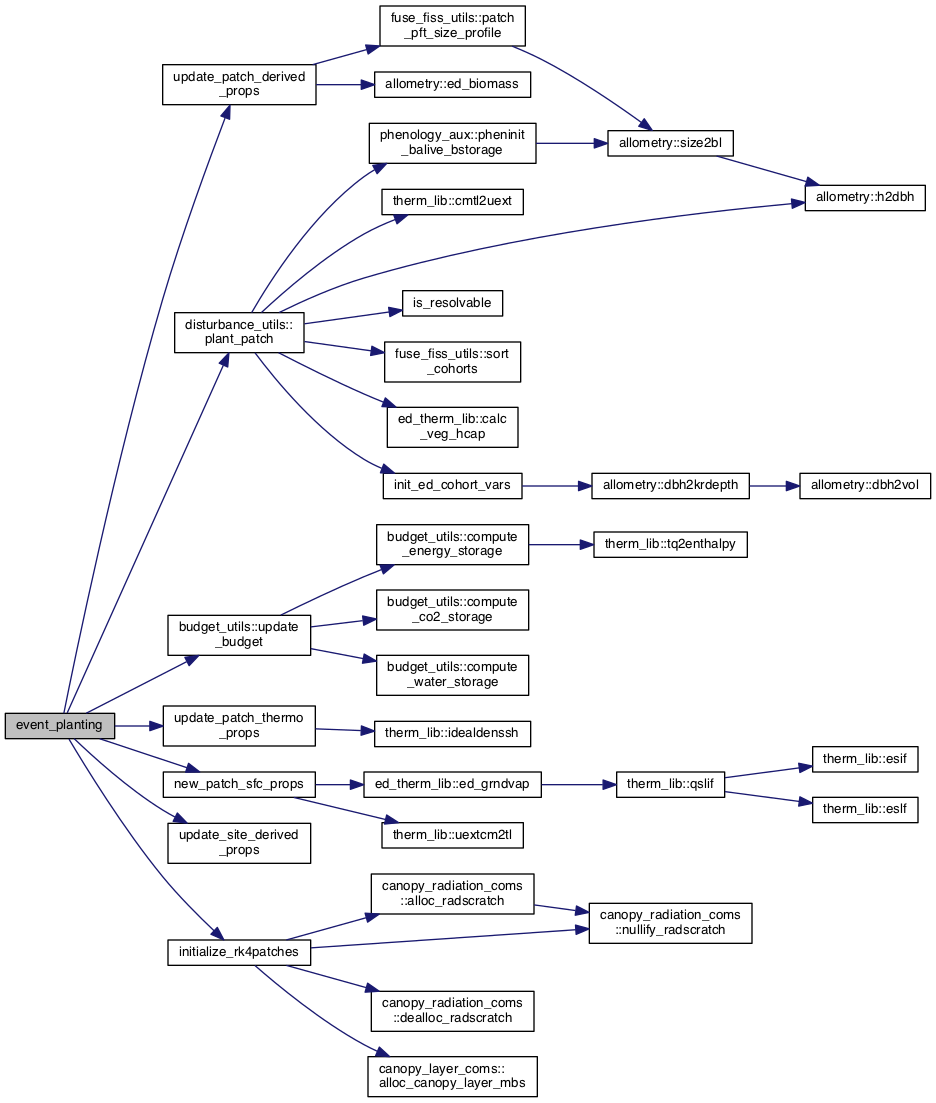 fuse_fiss_utils::patch
_pft_size_profile
update_patch_derived
_props
allometry::ed_biomass
phenology_aux::pheninit
_balive_bstorage
allometry::size2bl
therm_lib::cmtl2uext
allometry::h2dbh
is_resolvable
disturbance_utils::
plant_patch
fuse_fiss_utils::sort
_cohorts
ed_therm_lib::calc
_veg_hcap
init_ed_cohort_vars
allometry::dbh2krdepth
allometry::dbh2vol
budget_utils::compute
_energy_storage
therm_lib::tq2enthalpy
budget_utils::compute
_co2_storage
budget_utils::update
_budget
budget_utils::compute
_water_storage
event_planting
update_patch_thermo
_props
therm_lib::idealdenssh
new_patch_sfc_props
ed_therm_lib::ed_grndvap
therm_lib::qslif
therm_lib::esif
therm_lib::eslf
update_site_derived
_props
therm_lib::uextcm2tl
canopy_radiation_coms
::alloc_radscratch
canopy_radiation_coms
::nullify_radscratch
initialize_rk4patches
canopy_radiation_coms
::dealloc_radscratch
canopy_layer_coms::
alloc_canopy_layer_mbs